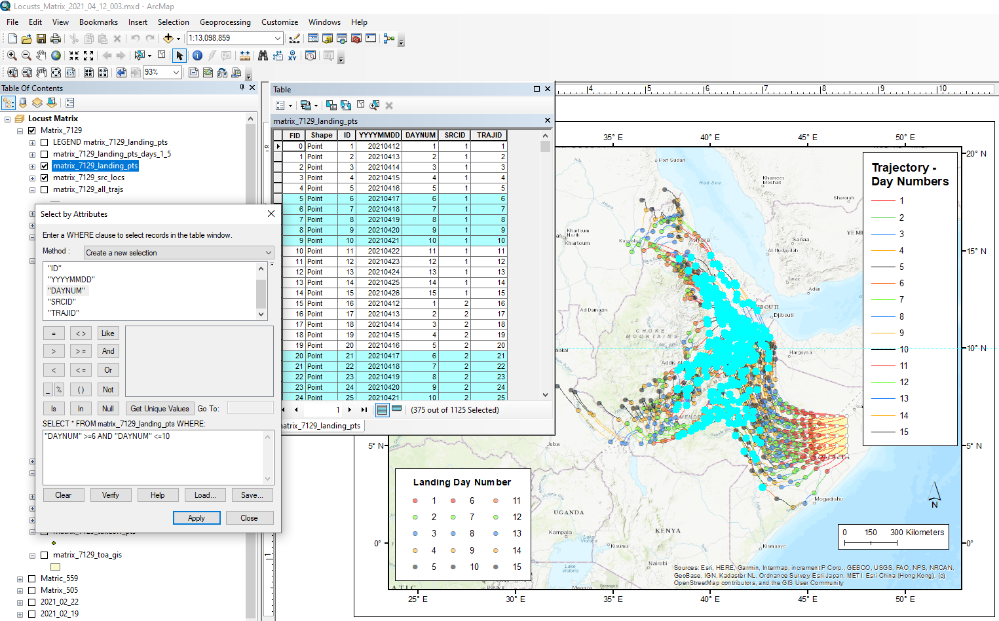 Locusts_Matrix_2021_04_12_003.mxd - ArcMap
File Edit View Bookmarks Insert Selection Geoprocessing Customize Windows Help
1:13,098,859
93%
Table Of Contents
Locust Matrix
Matrix_7129
LEGEND matrix_7129_landing_pts
matrix_7129_landing_pts_days_1_5
matrix_7129_landing_pts
matrix_7129_src_locs
matrix_7129_all_trajs
matrix_7129_toa_gis
Matric_559
Matrix_505
2021_02_22
2021_02_19
Select by Attributes
Enter a WHERE clause to select records in the table window.
Method : Create a new selection
"ID"
"YYYYMMDD"
"DAYNUM"
"SRCID"
"TRAJID"
= < > Like
> > = And
< < = Or
_ % ( ) Not
Is In Null Get Unique Values Go To:
SELECT * FROM matrix_7129_landing_pts WHERE:
"DAYNUM" >=6 AND "DAYNUM" <=10
Clear Verify Help Load... Save...
Apply Close
Table
matrix_7129_landing_pts
FID Shape ID YYYYMMDD DAYNUM SRCID TRAJID
0 Point 1 20210412 1 1 1
1 Point 2 20210413 2 1 2
2 Point 3 20210414 3 1 3
3 Point 4 20210415 4 1 4
4 Point 5 20210416 5 1 5
5 Point 6 20210417 6 1 6
6 Point 7 20210418 7 1 7
7 Point 8 20210419 8 1 8
8 Point 9 20210420 9 1 9
9 Point 10 20210421 10 1 10
10 Point 11 20210422 11 1 11
11 Point 12 20210423 12 1 12
12 Point 13 20210424 13 1 13
13 Point 14 20210425 14 1 14
14 Point 15 20210426 15 1 15
15 Point 16 20210412 1 2 16
16 Point 17 20210413 2 2 17
17 Point 18 20210414 3 2 18
18 Point 19 20210415 4 2 19
19 Point 20 20210416 5 2 20
20 Point 21 20210417 6 2 21
21 Point 22 20210418 7 2 22
22 Point 23 20210419 8 2 23
23 Point 24 20210420 9 2 24
24 Point 25 20210421 10 2 25
1 (375 out of 1125 Selected)
matrix_7129_landing_pts
4 5 6 7 8 9 10
35° E 40° E 45° E 50° E
20° N
15° N
10° N
5° N 5° N
0° 0°
25° E 30° E 35° E 40° E 45° E 50° E
Trajectory -
Day Numbers
1
2
3
4
5
6
7
8
9
10
11
12
13
14
15
Landing Day Number
1 6 11
2 7 12
3 8 13
4 9 14
5 10 15
Port Sudan
Red Sea
Khamees
Moshait
Sharorah
Khartoum
North
Khartoum
Kassala
Asmara
Sanaa
Al Hudaydah
Taizz
Aden
Ad Damazin
Djibouti
CHOKE
MOUNTAINS
Hargeysa
Juba
Mogadishu
UGANDA
KENYA
Kampala
Lake
Victoria
Kisumu
Nairobi
Kismaayo
Mwanza
Serengeti
0 150 300 Kilometers
N
Sources: Esri, HERE, Garmin, Intermap, increment P Corp., GEBCO, USGS, FAO, NPS, NRCAN,
GeoBase, IGN, Kadaster NL, Ordnance Survey, Esri Japan, METI, Esri China (Hong Kong), (c)
OpenStreetMap contributors, and the GIS User Community